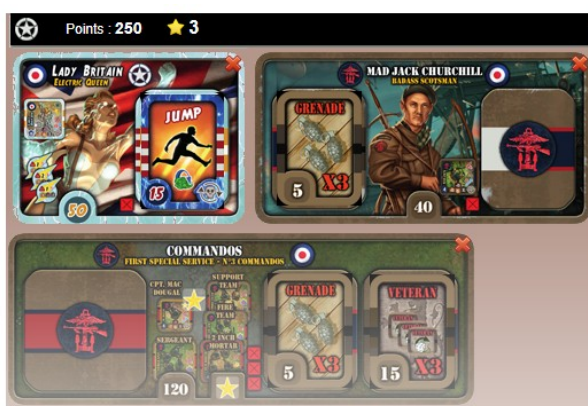 Points : 250 3
LADY BRITAIN
ELECTRIC QUEEN
JUMP
15
50
MAD JACK CHURCHILL
BADASS SCOTSMAN
GRENADE
X3
5
40
COMMANDOS
FIRST SPECIAL SERVICE - N°3 COMMANDOS
CPT. MAC
DOUGAL
SERGEANT
SUPPORT
TEAM
FIRE
TEAM
2 INCH
MORTAR
120
GRENADE
X3
5
VETERAN
X3
15